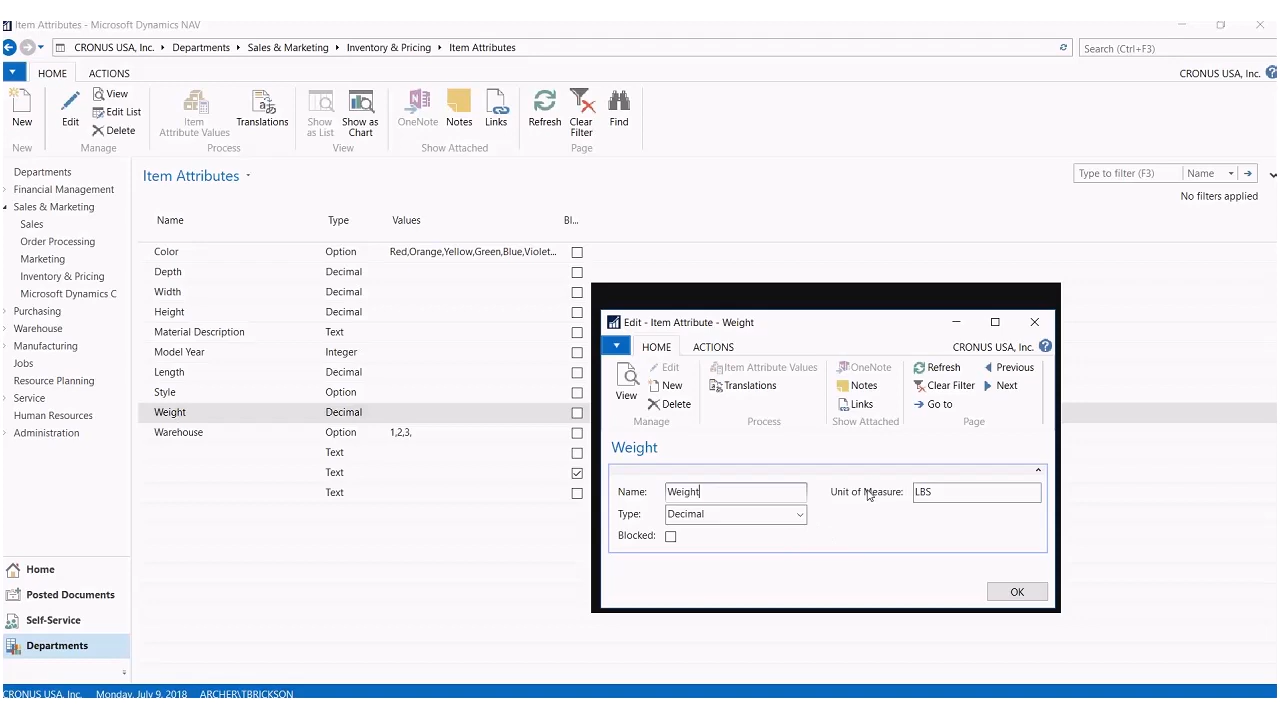 Item Attributes - Microsoft Dynamics NAV
CRONUS USA, Inc. Departments Sales & Marketing Inventory & Pricing Item Attributes
Search (Ctrl+F3)
HOME ACTIONS
CRONUS USA, Inc.
New
Edit
View
Edit List
Delete
Item Attribute Values
Translations
Show as List
Show as Chart
OneNote
Notes
Links
Refresh
Clear Filter
Find
New Manage Process View Show Attached Page
Departments
Financial Management
Sales & Marketing
Sales
Order Processing
Marketing
Inventory & Pricing
Microsoft Dynamics C
Purchasing
Warehouse
Manufacturing
Jobs
Resource Planning
Service
Human Resources
Administration
Home
Posted Documents
Self-Service
Departments
Item Attributes
Type to filter (F3) Name
No filters applied
Name Type Values Bl...
Color Option Red,Orange,Yellow,Green,Blue,Violet...
Depth Decimal
Width Decimal
Height Decimal
Material Description Text
Model Year Integer
Length Decimal
Style Option
Weight Decimal
Warehouse Option 1,2,3,
Text
Text
Text
Edit - Item Attribute - Weight
HOME ACTIONS
CRONUS USA, Inc.
View
Edit
New
Delete
Item Attribute Values
Translations
OneNote
Notes
Links
Refresh
Clear Filter
Go to
Previous
Next
Manage Process Show Attached Page
Weight
Name: Weight Unit of Measure: LBS
Type: Decimal
Blocked:
OK
CRONUS USA, Inc. Monday, July 9, 2018 ARCHER\TBRICKSON